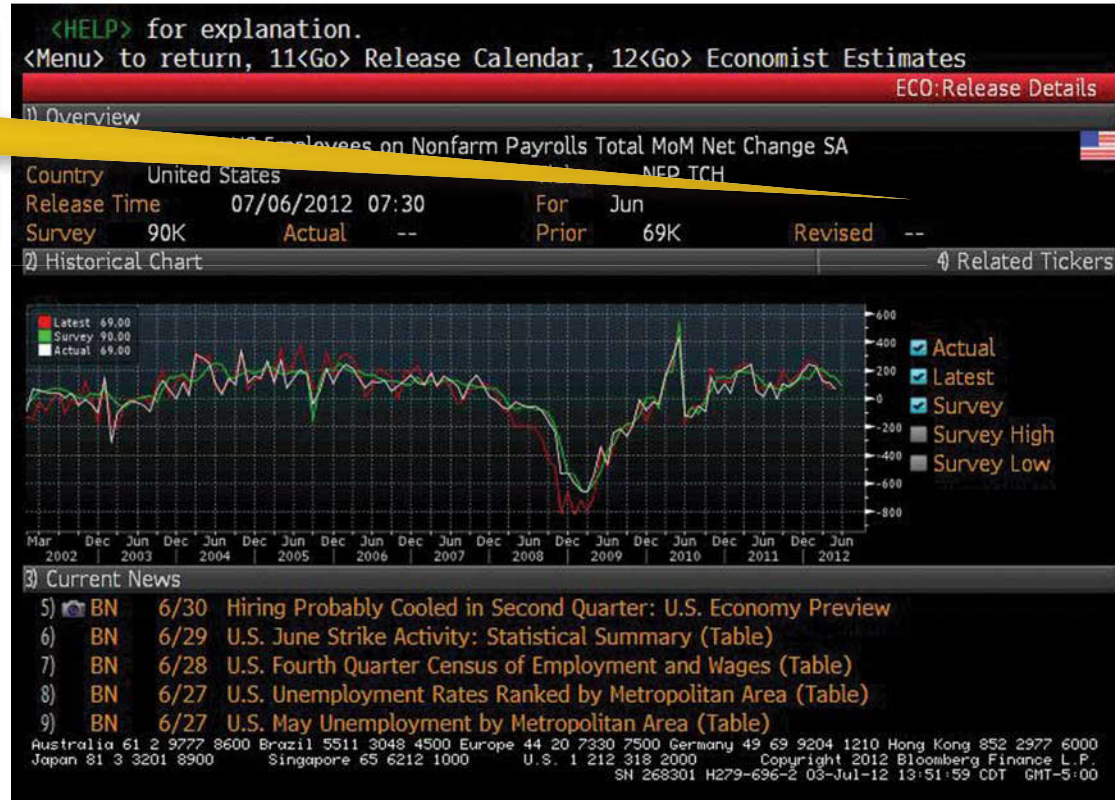 <HELP> for explanation.
<Menu> to return, 11<Go> Release Calendar, 12<Go> Economist Estimates
ECO:Release Details
1) Overview
Employees on Nonfarm Payrolls Total MoM Net Change SA
Country United States NFP TCH
Release Time 07/06/2012 07:30 For Jun
Survey 90K Actual -- Prior 69K Revised --
2) Historical Chart 4) Related Tickers
Latest 69.00
Survey 90.00
Actual 69.00
600
400
200
0
-200
-400
-600
-800
Actual
Latest
Survey
Survey High
Survey Low
Mar Dec Jun Dec Jun Dec Jun Dec Jun Dec Jun Dec Jun Dec Jun Dec Jun Dec Jun Dec Jun
2002 2003 2004 2005 2006 2007 2008 2009 2010 2011 2012
3) Current News
5) BN 6/30 Hiring Probably Cooled in Second Quarter: U.S. Economy Preview
6) BN 6/29 U.S. June Strike Activity: Statistical Summary (Table)
7) BN 6/28 U.S. Fourth Quarter Census of Employment and Wages (Table)
8) BN 6/27 U.S. Unemployment Rates Ranked by Metropolitan Area (Table)
9) BN 6/27 U.S. May Unemployment by Metropolitan Area (Table)
Australia 61 2 9777 8600 Brazil 5511 3048 4500 Europe 44 20 7330 7500 Germany 49 69 9204 1210 Hong Kong 852 2977 6000
Japan 81 3 3201 8900 Singapore 65 6212 1000 U.S. 1 212 318 2000 Copyright 2012 Bloomberg Finance L.P.
SN 268301 H279-696-2 03-Jul-12 13:51:59 CDT GMT-5:00